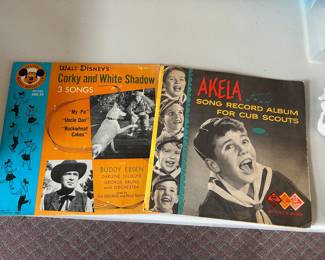 WALT DISNEY'S
Corky and White Shadow
3 SONGS
"My Pa"
"Uncle Dan"
"Buckwheat
Cakes"
BUDDY EBSEN
DARLENE GILLESPIE
GEORGE BRUNS
AND ORCHESTRA
AKELA
SONG RECORD ALBUM
FOR CUB SCOUTS